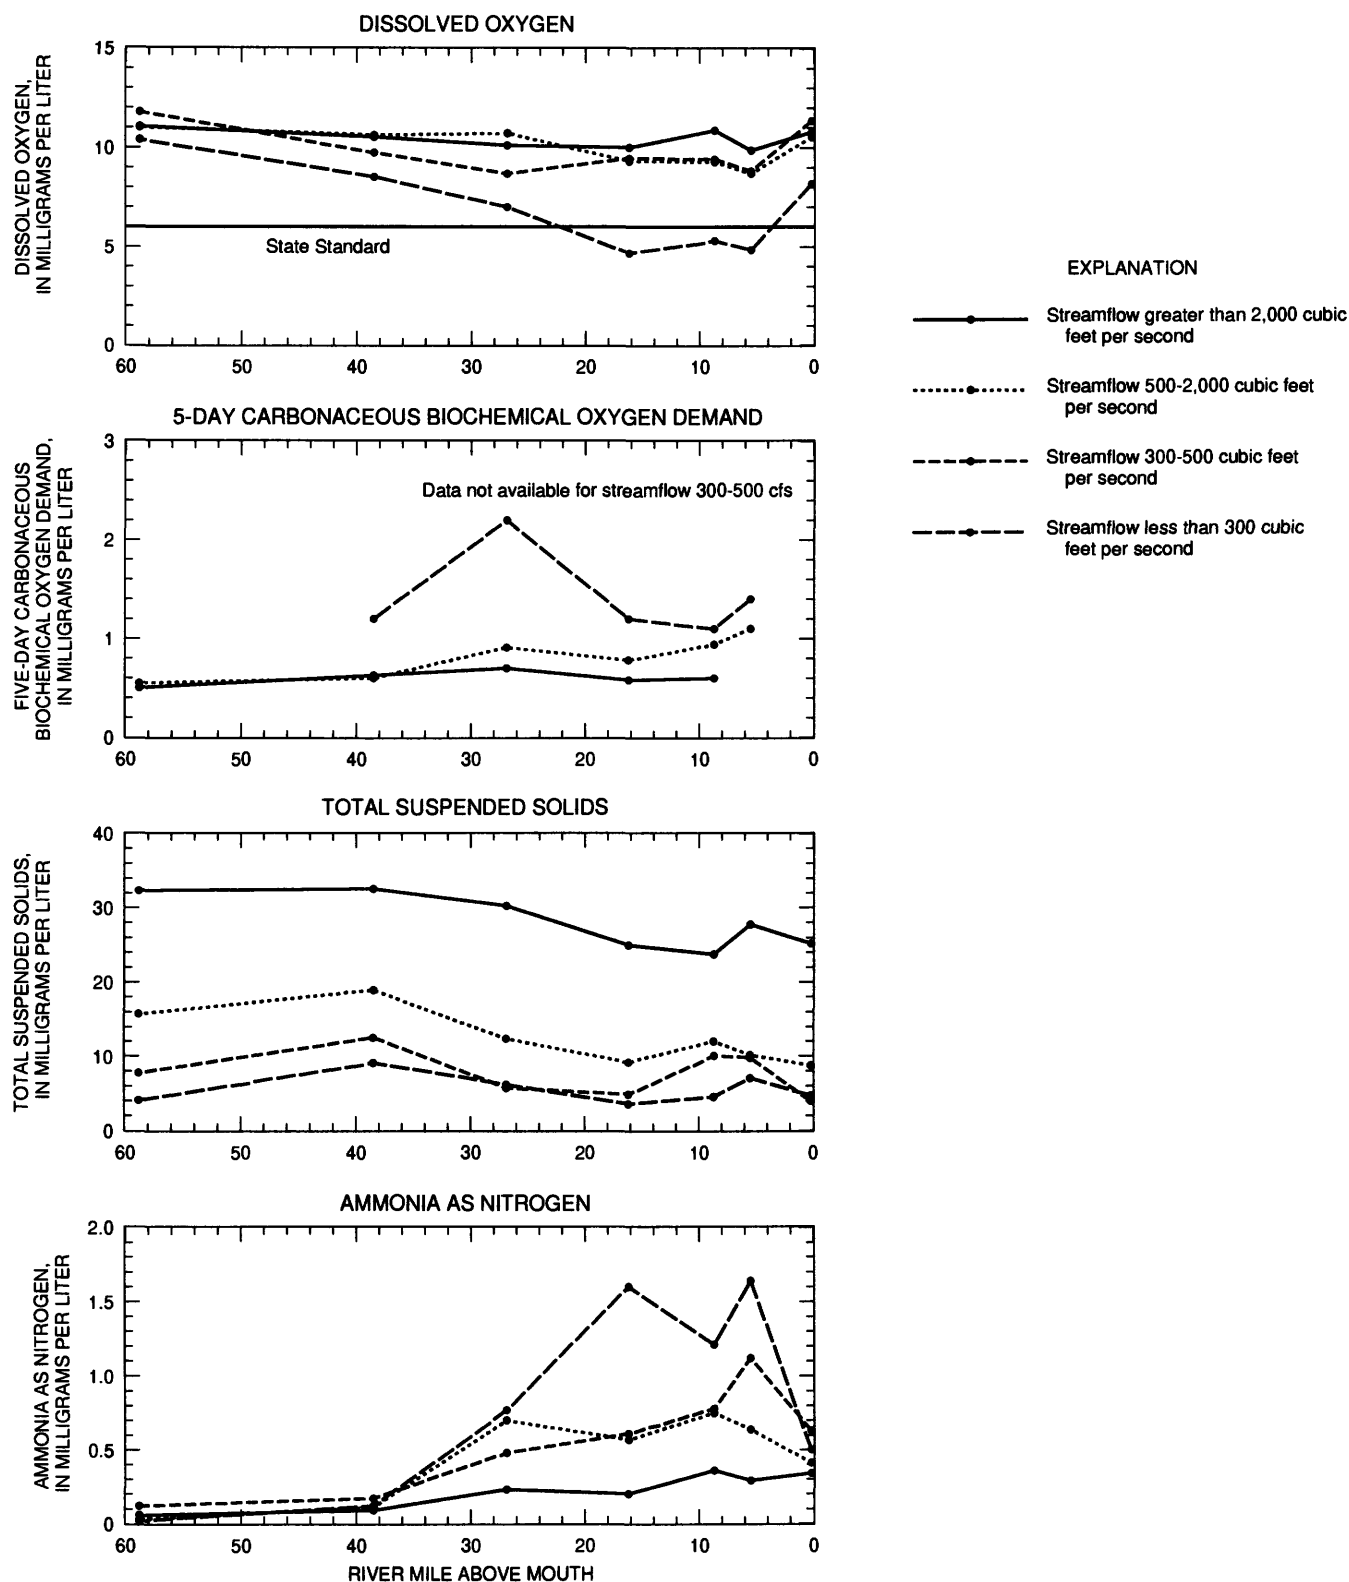 DISSOLVED OXYGEN
DISSOLVED OXYGEN,
IN MILLIGRAMS PER LITER
15
10
5
0
State Standard
60 50 40 30 20 10 0
5-DAY CARBONACEOUS BIOCHEMICAL OXYGEN DEMAND
FIVE-DAY CARBONACEOUS
BIOCHEMICAL OXYGEN DEMAND,
IN MILLIGRAMS PER LITER
3
2
1
0
Data not available for streamflow 300-500 cfs
60 50 40 30 20 10 0
TOTAL SUSPENDED SOLIDS
TOTAL SUSPENDED SOLIDS,
IN MILLIGRAMS PER LITER
40
30
20
10
0
60 50 40 30 20 10 0
AMMONIA AS NITROGEN
AMMONIA AS NITROGEN,
IN MILLIGRAMS PER LITER
2.0
1.5
1.0
0.5
0
60 50 40 30 20 10 0
RIVER MILE ABOVE MOUTH
EXPLANATION
Streamflow greater than 2,000 cubic
feet per second
Streamflow 500-2,000 cubic feet
per second
Streamflow 300-500 cubic feet
per second
Streamflow less than 300 cubic
feet per second